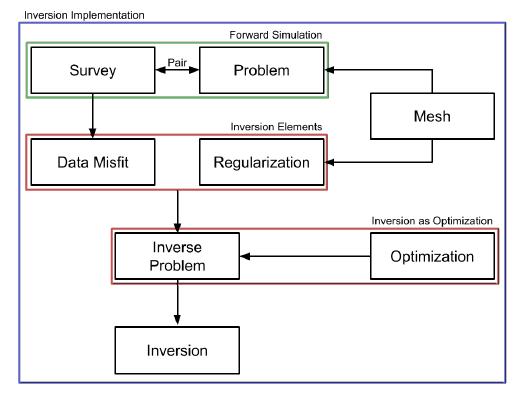 Inversion Implementation
Forward Simulation
Survey
Pair
Problem
Mesh
Inversion Elements
Data Misfit
Regularization
Inversion as Optimization
Inverse
Problem
Optimization
Inversion